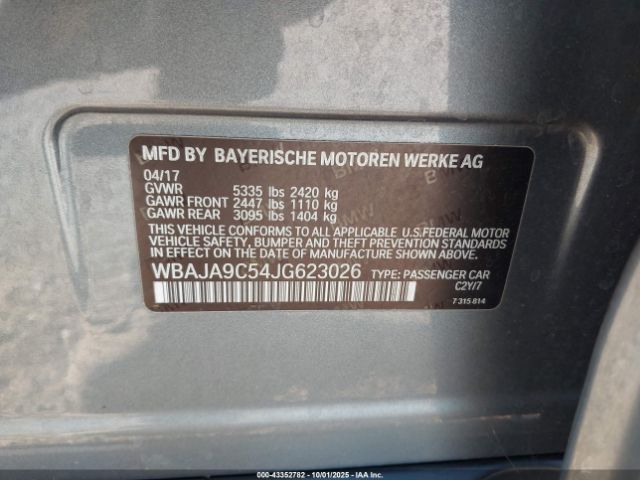 MFD BY BAYERISCHE MOTOREN WERKE AG
04/17
GVWR 5335 lbs 2420 kg
GAWR FRONT 2447 lbs 1110 kg
GAWR REAR 3095 lbs 1404 kg
THIS VEHICLE CONFORMS TO ALL APPLICABLE U.S.FEDERAL MOTOR
VEHICLE SAFETY, BUMPER AND THEFT PREVENTION STANDARDS
IN EFFECT ON THE DATE OF MANUFACTURE SHOWN ABOVE.
WBAJA9C54JG623026 TYPE: PASSENGER CAR
C2Y/7
7 315 814
© 43352782 - 10/01/2025 - IAA Holdings, LLC